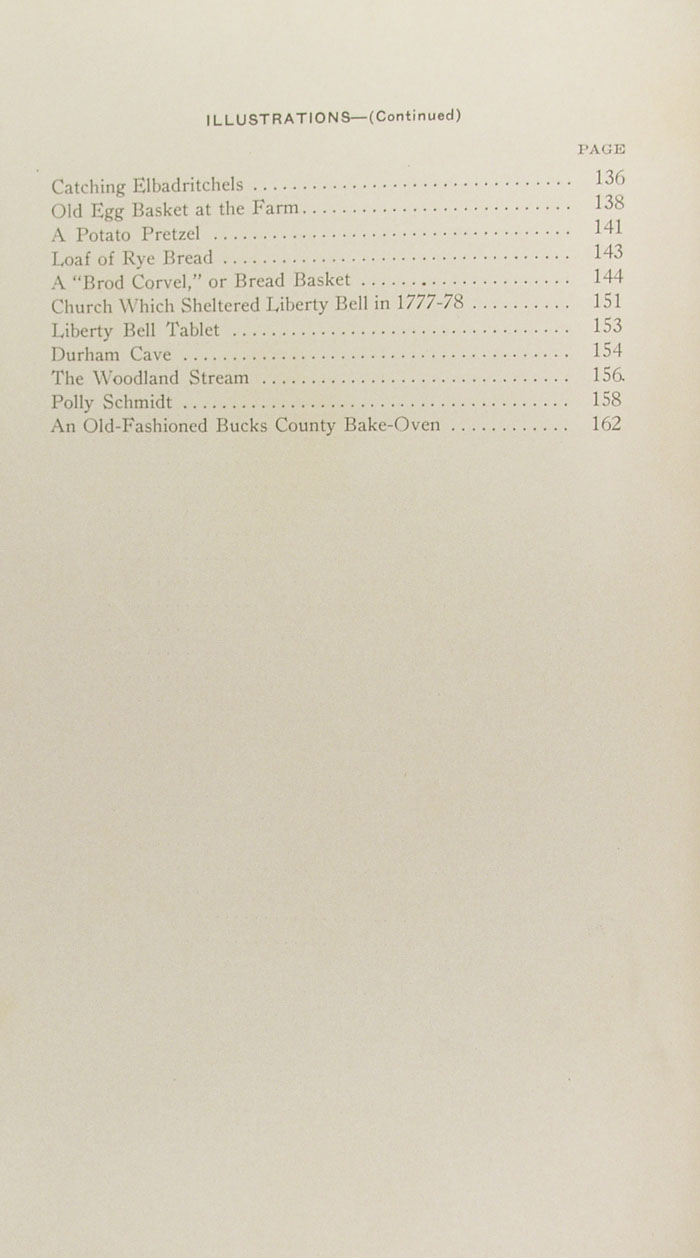 ILLUSTRATIONS—(Continued)
PAGE
Catching Elbadritchels ................................ 136
Old Egg Basket at the Farm........................... 138
A Potato Pretzel .................................... 141
Loaf of Rye Bread ................................... 143
A “Brod Corvel,” or Bread Basket ..................... 144
Church Which Sheltered Liberty Bell in 1777-78 .......... 151
Liberty Bell Tablet .................................. 153
Durham Cave ....................................... 154
The Woodland Stream ............................... 156.
Polly Schmidt ....................................... 158
An Old-Fashioned Bucks County Bake-Oven ............ 162